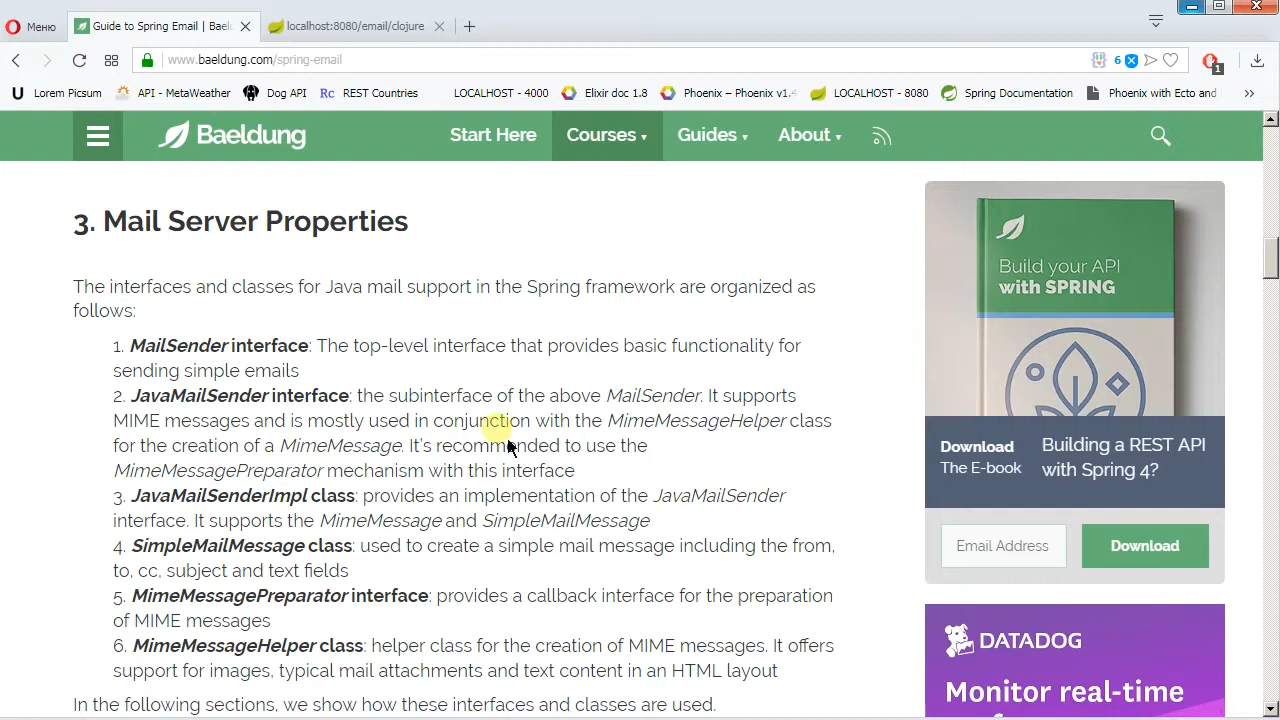 Меню
Guide to Spring Email | Bael
localhost:8080/email/clojure
www.baeldung.com/spring-email
6
1
Lorem Picsum
API - MetaWeather
Dog API
Rc REST Countries
LOCALHOST - 4000
Elixir doc 1.8
Phoenix – Phoenix v1.4
LOCALHOST - 8080
Spring Documentation
Phoenix with Ecto and
Baeldung
Start Here
Courses
Guides
About
3. Mail Server Properties
The interfaces and classes for Java mail support in the Spring framework are organized as
follows:
1. MailSender interface: The top-level interface that provides basic functionality for
sending simple emails
2. JavaMailSender interface: the subinterface of the above MailSender. It supports
MIME messages and is mostly used in conjunction with the MimeMessageHelper class
for the creation of a MimeMessage. It's recommended to use the
MimeMessagePreparator mechanism with this interface
3. JavaMailSenderImpl class: provides an implementation of the JavaMailSender
interface. It supports the MimeMessage and SimpleMailMessage
4. SimpleMailMessage class: used to create a simple mail message including the from,
to, cc, subject and text fields
5. MimeMessagePreparator interface: provides a callback interface for the preparation
of MIME messages
6. MimeMessageHelper class: helper class for the creation of MIME messages. It offers
support for images, typical mail attachments and text content in an HTML layout
In the following sections, we show how these interfaces and classes are used.
Build your API
with SPRING
Download
The E-book
Building a REST API
with Spring 4?
Email Address
Download
DATADOG
Monitor real-time